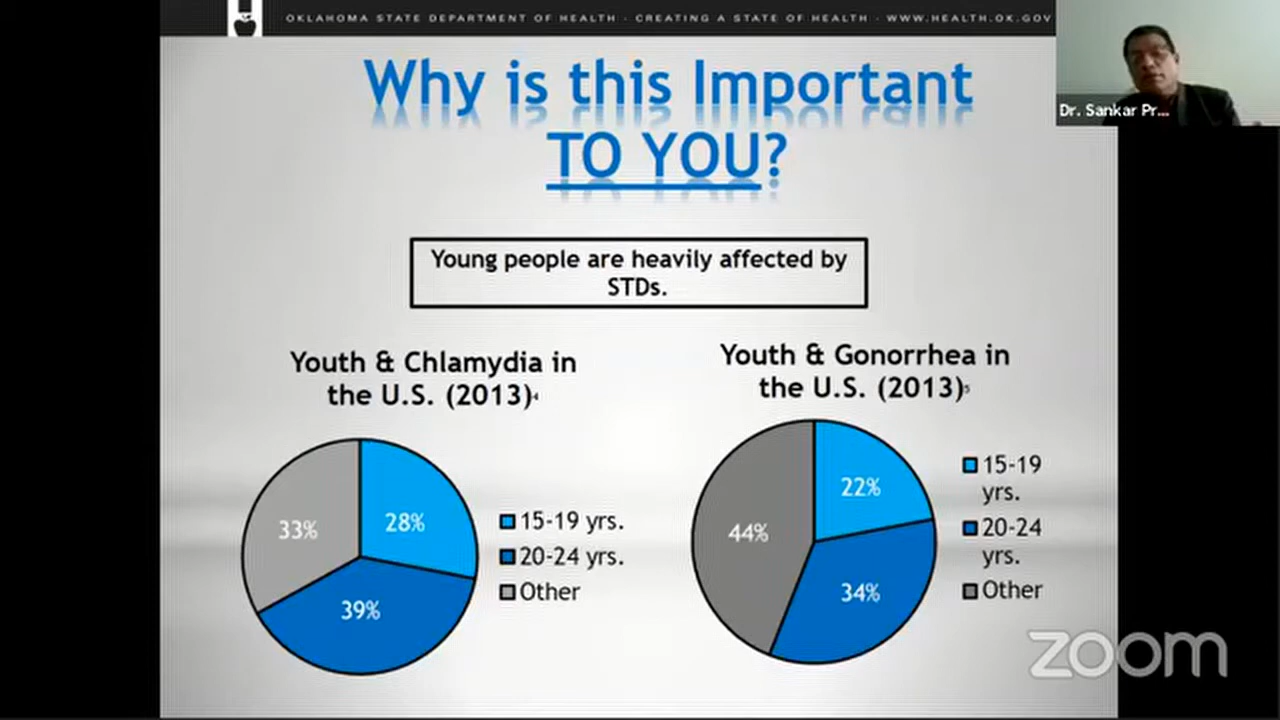 OKLAHOMA STATE DEPARTMENT OF HEALTH · CREATING A STATE OF HEALTH · WWW.HEALTH.OK.GOV
Dr. Sankar Pr...
Why is this Important
TO YOU?
Young people are heavily affected by
STDs.
Youth & Chlamydia in
the U.S. (2013)4
33%
28%
39%
15-19 yrs.
20-24 yrs.
Other
Youth & Gonorrhea in
the U.S. (2013)5
44%
22%
34%
15-19
yrs.
20-24
yrs.
Other
zoom